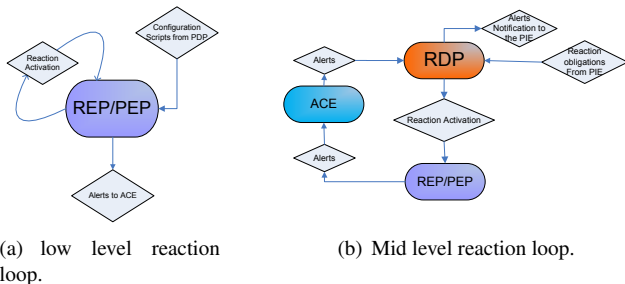 Configuration
Scripts from PDP
Reaction
Activation
REP/PEP
Alerts to ACE
Alerts
Notification to
the PIE
Alerts
RDP
Reaction
obligations
From PIE
ACE
Reaction Activation
Alerts
REP/PEP
(a) low level reaction
loop.
(b) Mid level reaction loop.